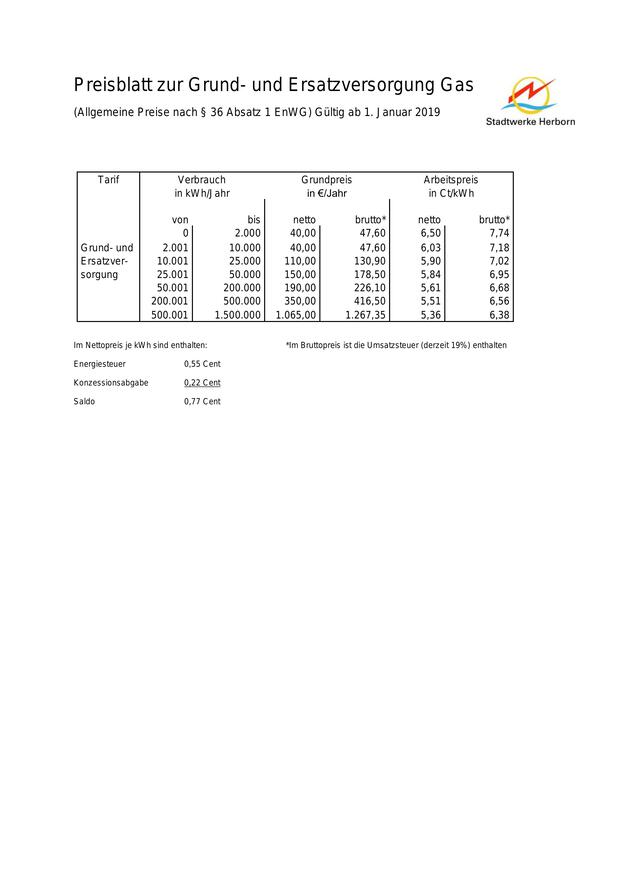 Preisblatt zur Grund- und Ersatzversorgung Gas
(Allgemeine Preise nach § 36 Absatz 1 EnWG) Gültig ab 1. Januar 2019
Stadtwerke Herborn
Tarif Verbrauch Grundpreis Arbeitspreis
in kWh/Jahr in €/Jahr in Ct/kWh
von bis netto brutto* netto brutto*
0 2.000 40,00 47,60 6,50 7,74
Grund- und 2.001 10.000 40,00 47,60 6,03 7,18
Ersatzver- 10.001 25.000 110,00 130,90 5,90 7,02
sorgung 25.001 50.000 150,00 178,50 5,84 6,95
50.001 200.000 190,00 226,10 5,61 6,68
200.001 500.000 350,00 416,50 5,51 6,56
500.001 1.500.000 1.065,00 1.267,35 5,36 6,38
Im Nettopreis je kWh sind enthalten: *Im Bruttopreis ist die Umsatzsteuer (derzeit 19%) enthalten
Energiesteuer 0,55 Cent
Konzessionsabgabe 0,22 Cent
Saldo 0,77 Cent